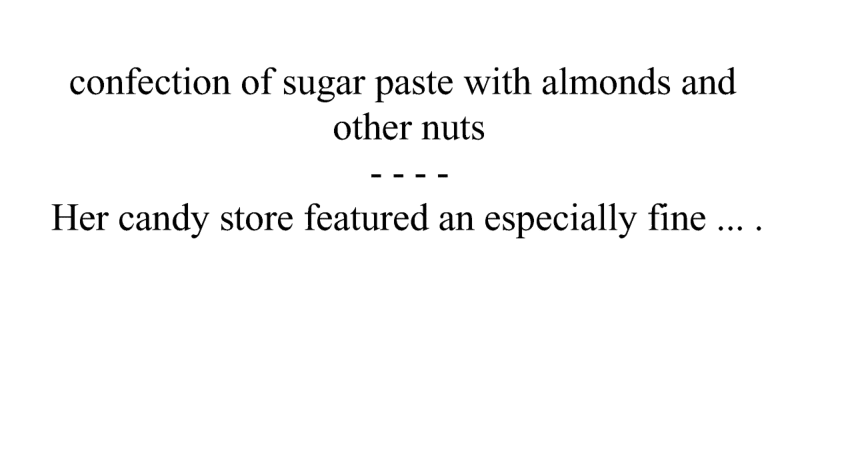 confection of sugar paste with almonds and
other nuts
- - - -
Her candy store featured an especially fine ... .